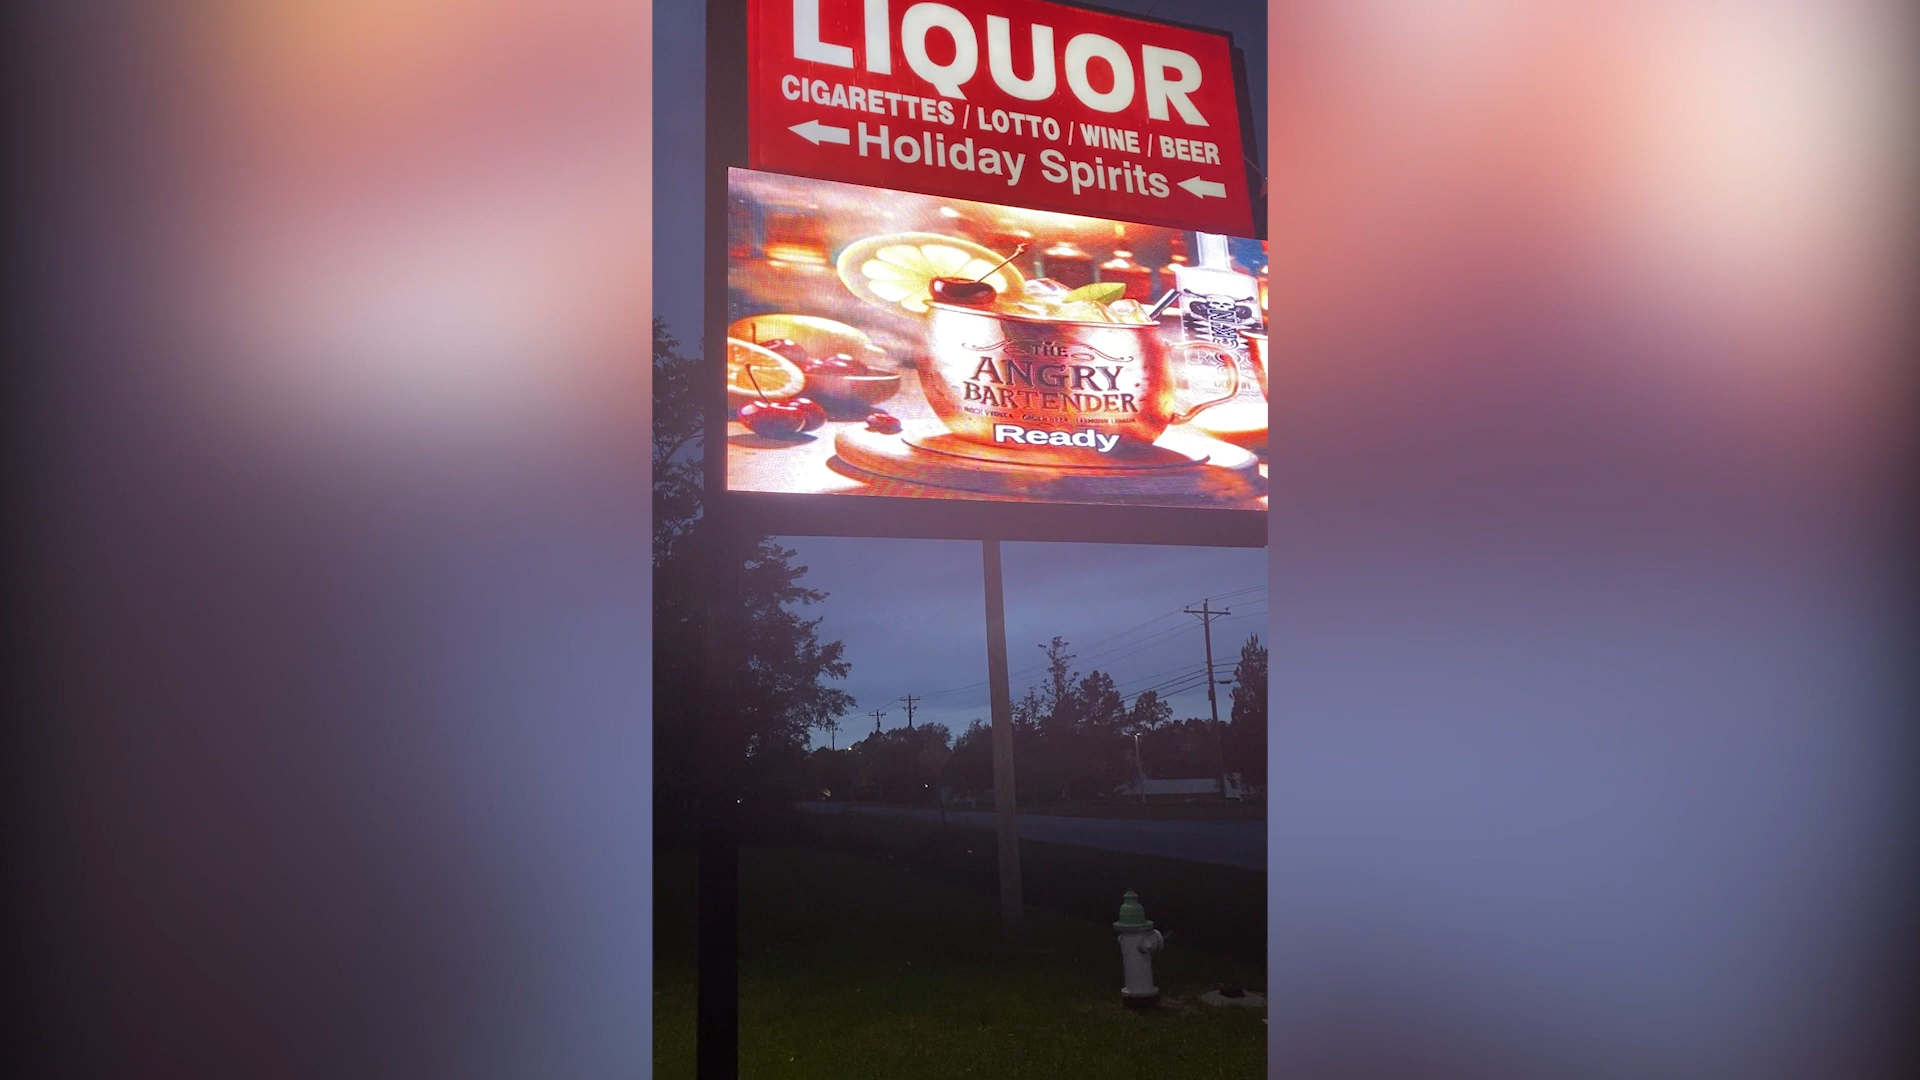 LIQUOR
CIGARETTES / LOTTO / WINE / BEER
Holiday Spirits
THE
ANGRY
BARTENDER
Ready